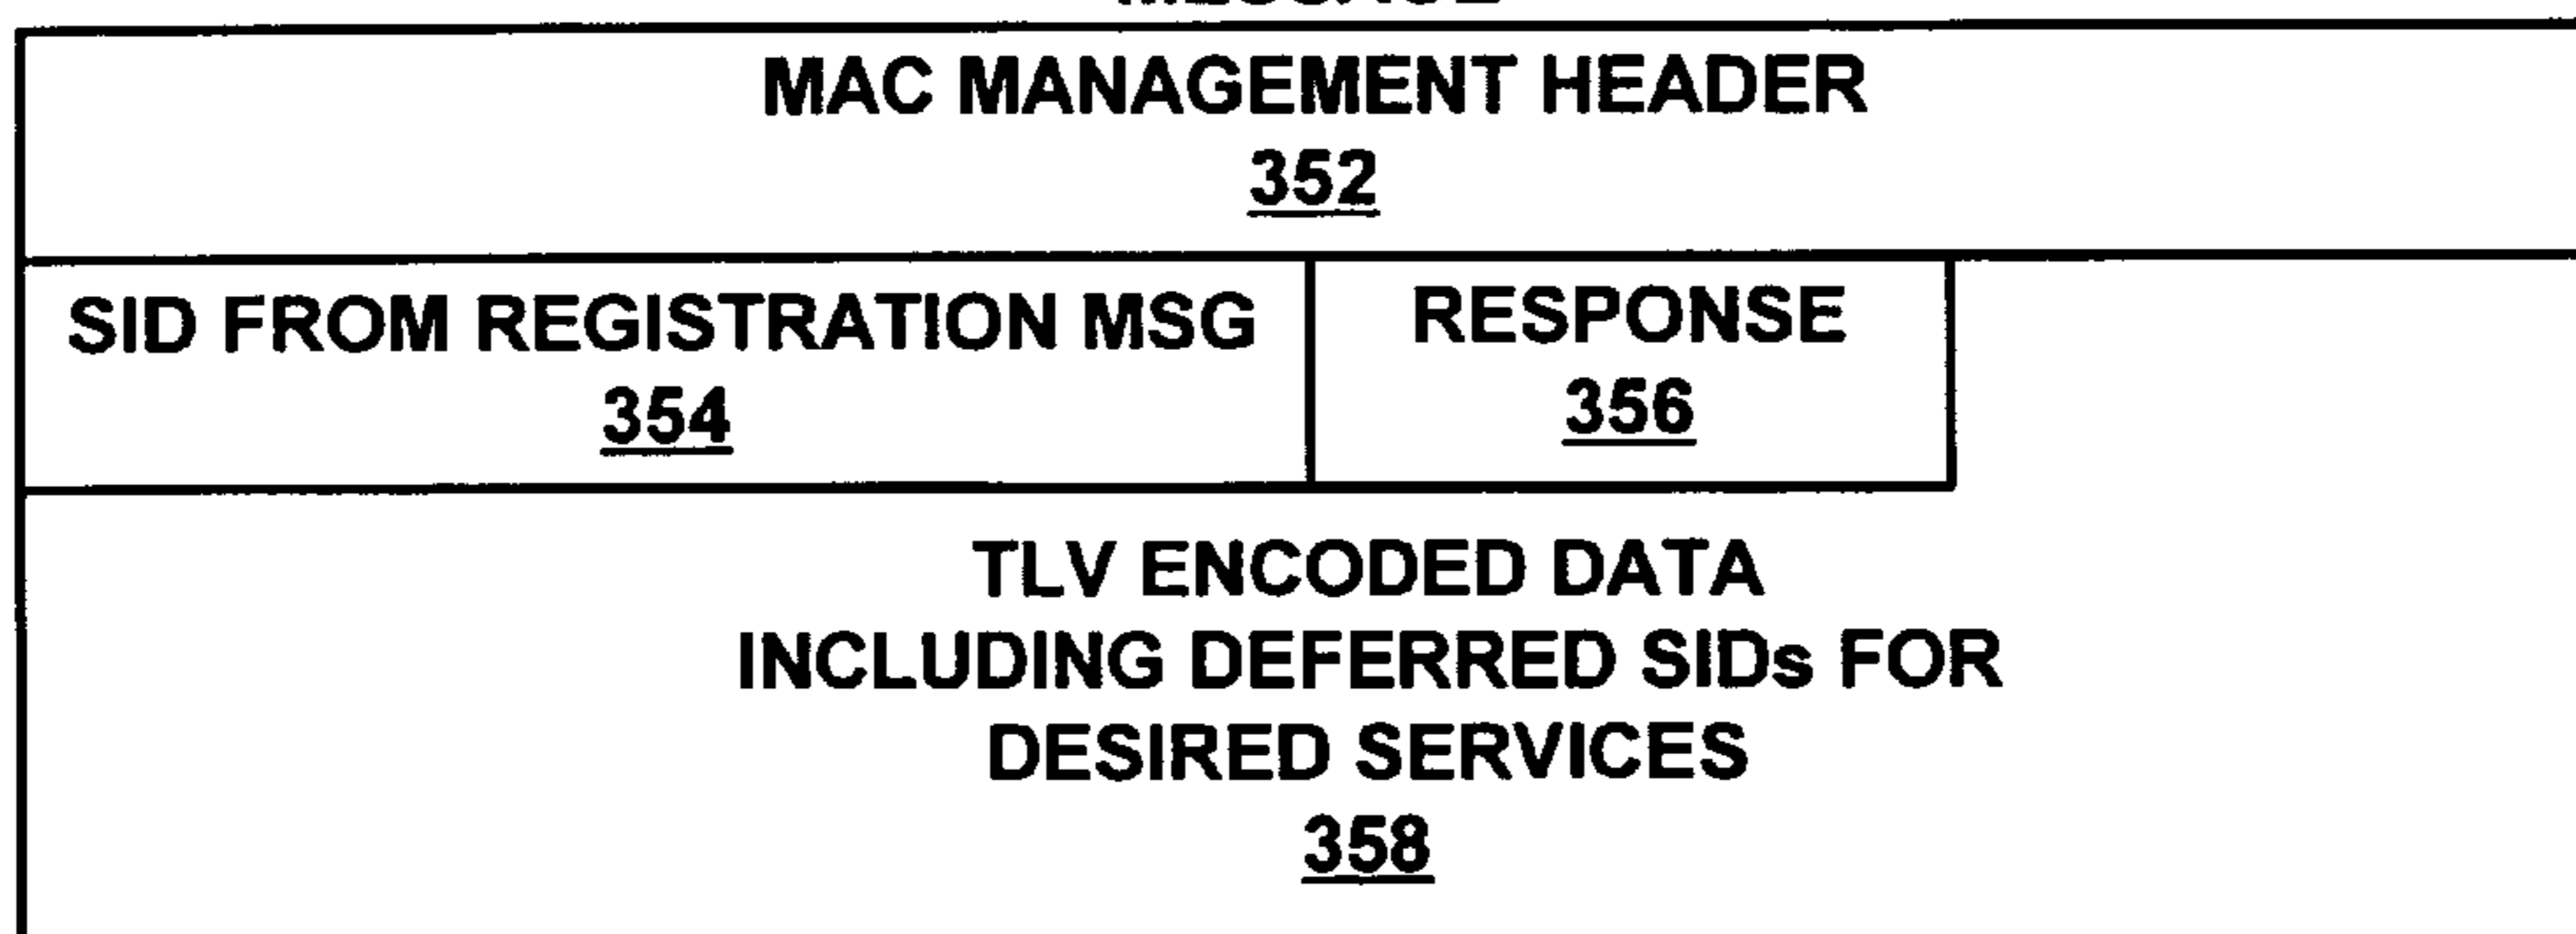 MAC MANAGEMENT HEADER
352
SID FROM REGISTRATION MSG
354
RESPONSE
356
TLV ENCODED DATA
INCLUDING DEFERRED SIDs FOR
DESIRED SERVICES
358